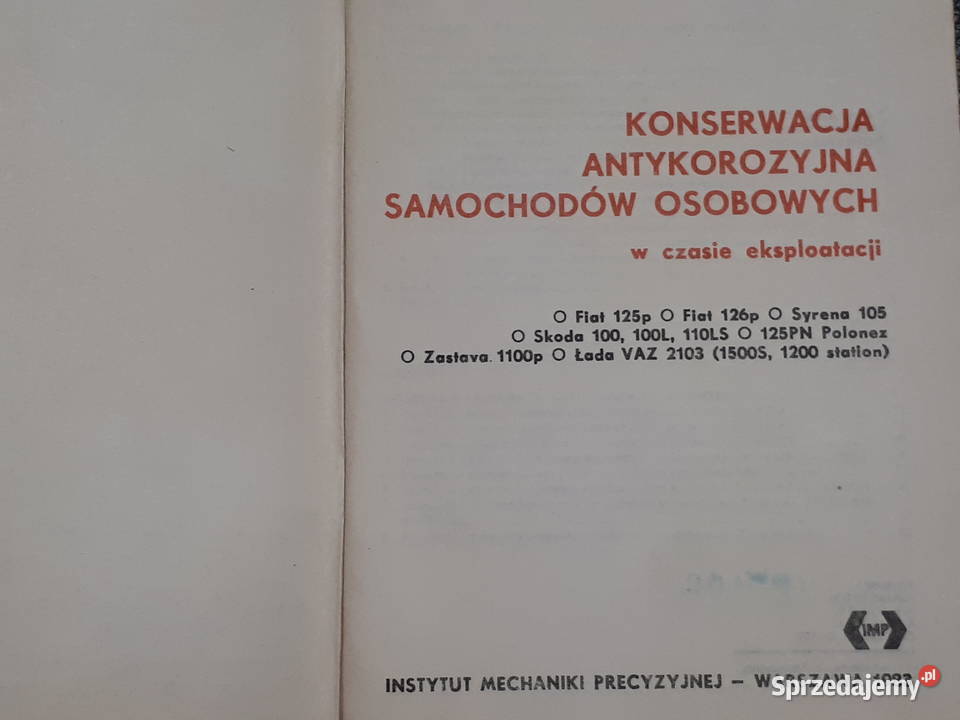 KONSERWACJA
ANTYKOROZYJNA
SAMOCHODÓW OSOBOWYCH
w czasie eksploatacji
O Fiat 125p O Fiat 126p O Syrena 105
O Skoda 100, 100L, 110LS O 125PN Polonez
O Zastava. 1100p O Łada VAZ 2103 (1500S, 1200 station)
IMP
INSTYTUT MECHANIKI PRECYZYJNEJ – WARSZAWA
Sprzedajemy.pl